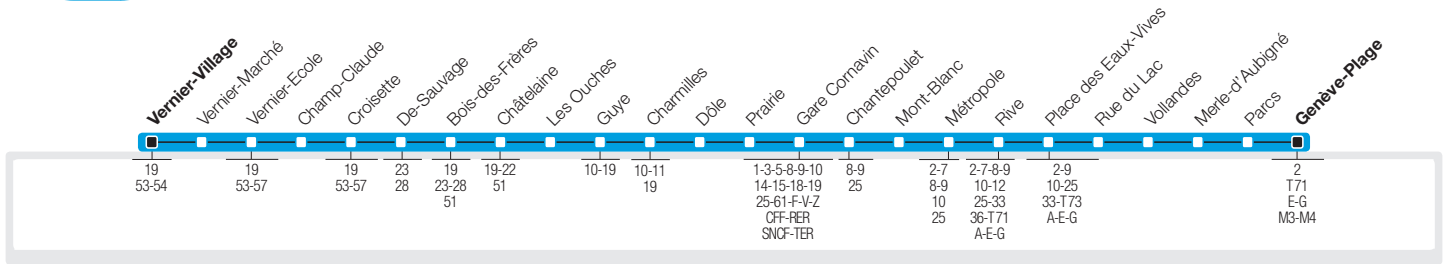 Vernier-Village
Vernier-Marché
Vernier-Ecole
Champ-Claude
Croisette
De-Sauvage
Bois-des-Frères
Châtelaine
Les Ouches
Guye
Charmilles
Dôle
Prairie
Gare Cornavin
Chantepoulet
Mont-Blanc
Métropole
Rive
Place des Eaux-Vives
Rue du Lac
Vollandes
Merle-d'Aubigné
Parcs
Genève-Plage
19
53-54
19
53-57
19
53-57
23
28
19
23-28
51
19-22
51
10-19
10-11
19
1-3-5-8-9-10
14-15-18-19
25-61-F-V-Z
CFF-RER
SNCF-TER
8-9
25
2-7
8-9
10
25
2-7-8-9
10-12
25-33
36-T71
A-E-G
2-9
10-25
33-T73
A-E-G
2
T71
E-G
M3-M4